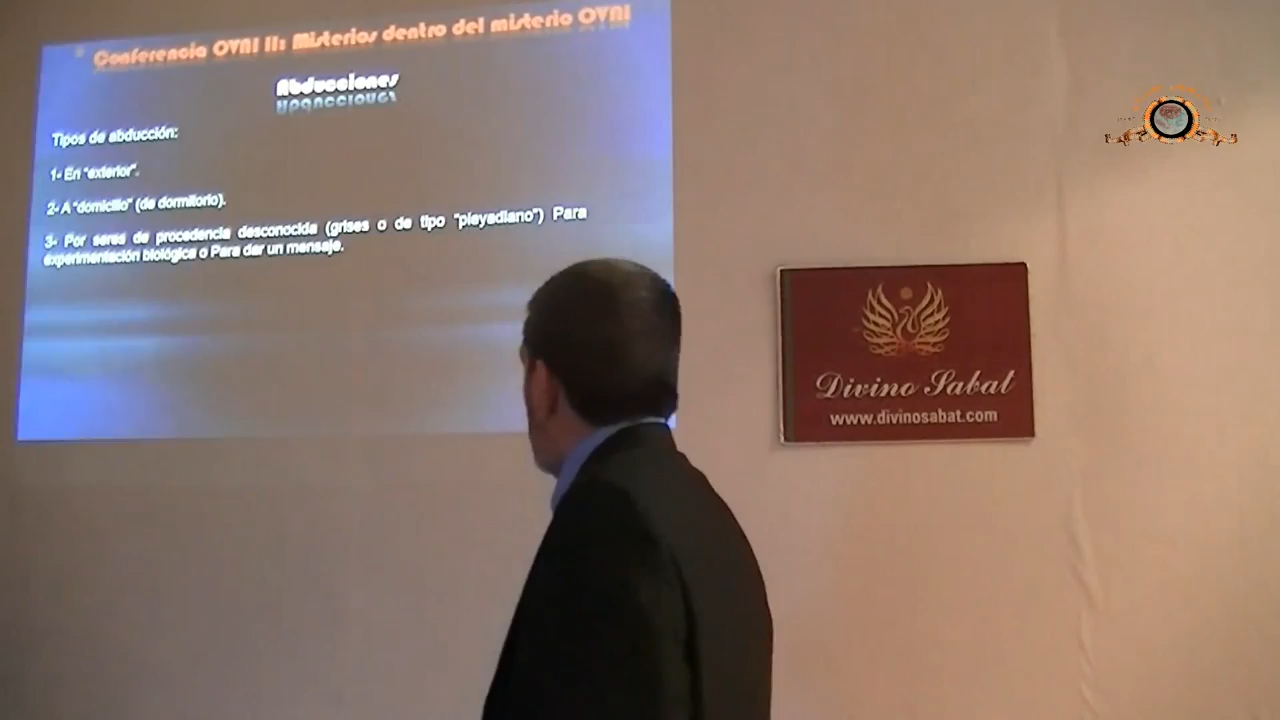 Conferencia OVNI II: Misterios dentro del misterio OVNI
Abducciones
Tipos de abducción:
1- En "exterior".
2- A "domicilio" (de dormitorio).
3- Por seres de procedencia desconocida (grises o de tipo "pleyadiano") Para
experimentación biológica o Para dar un mensaje.
Divino Sabat
www.divinosabat.com